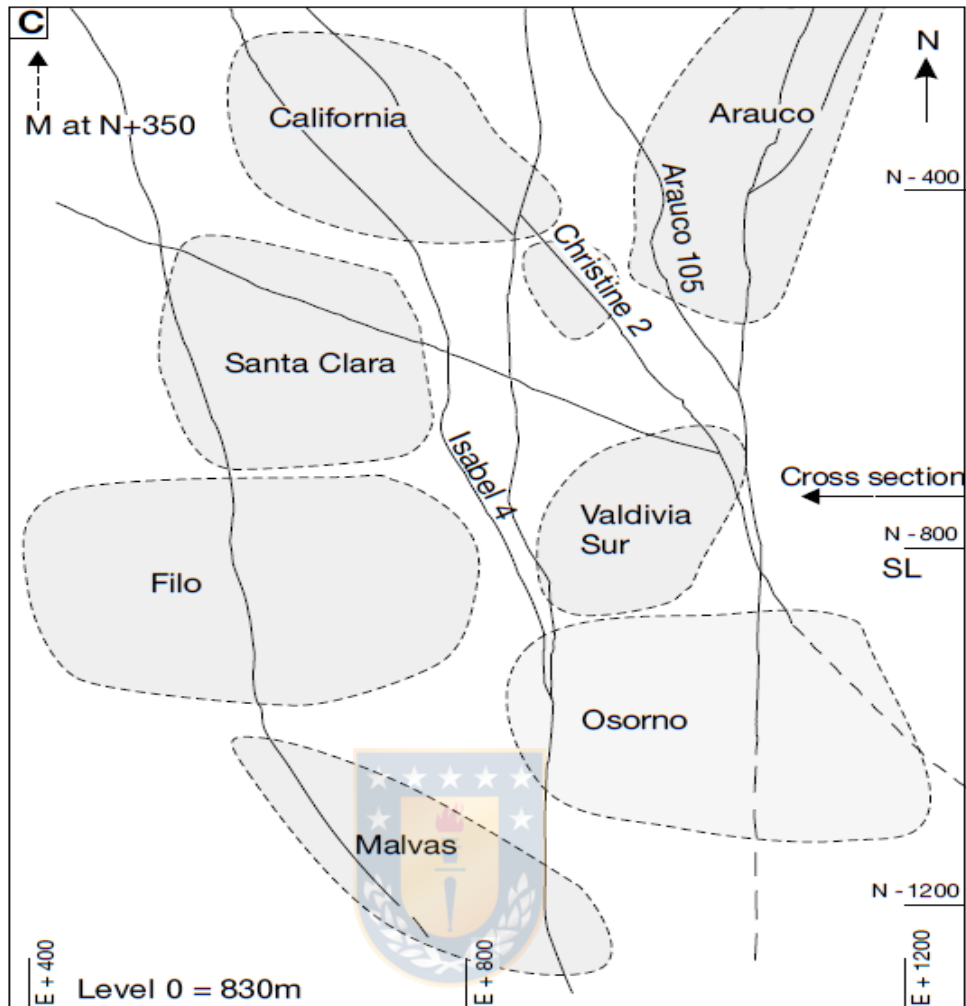 C
N
M at N+350
California
Arauco
N - 400
Arauco 105
Christine 2
Santa Clara
Isabel 4
Cross section
Valdivia
Sur
N - 800
SL
Filo
Osorno
Malvas
N - 1200
E + 400
Level 0 = 830m
E + 800
E + 1200